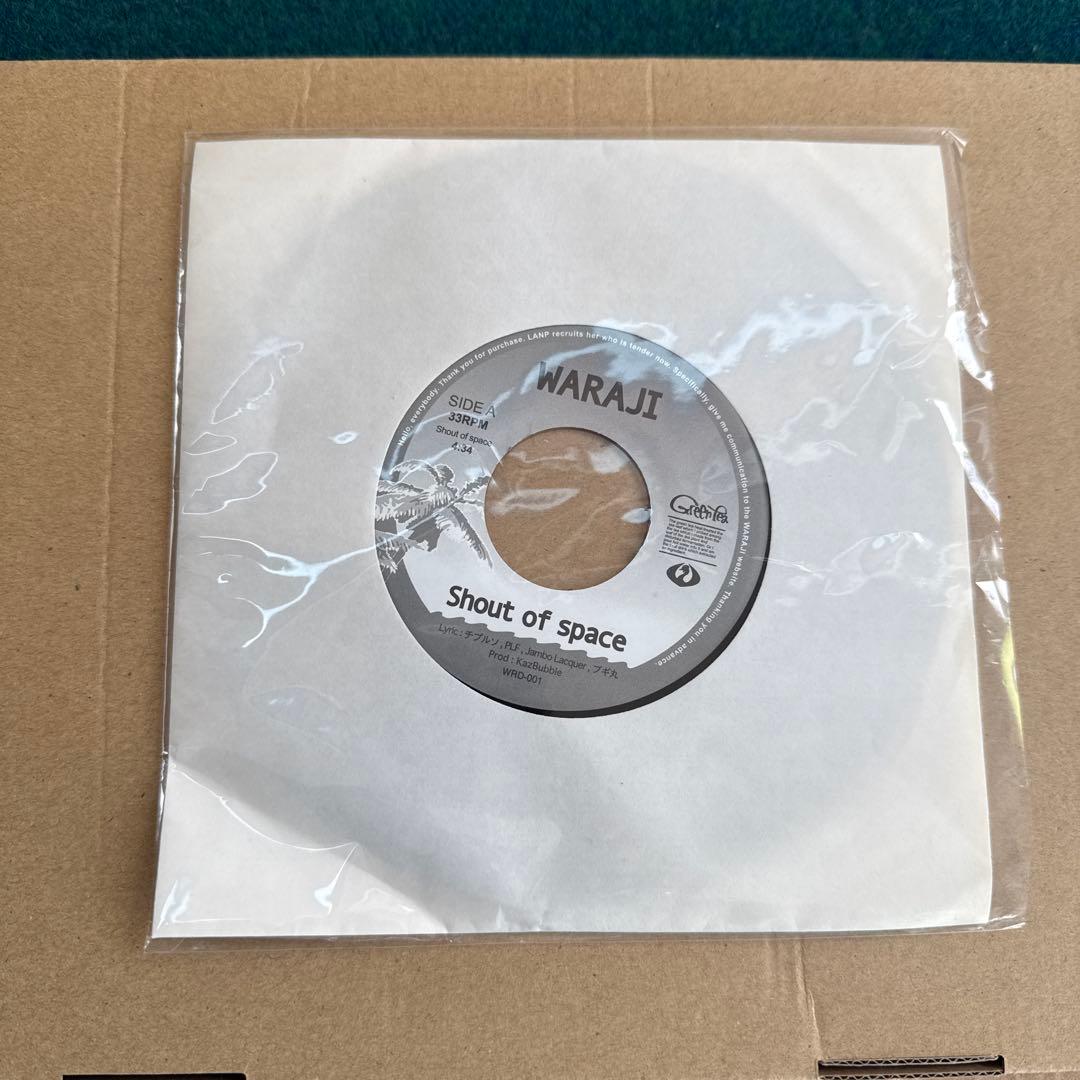 Hello, everybody. Thank you for purchase. LANP recruits her who is tender now. Specifically, give me communication to the WARAJI website. Thanking you in advance.
WARAJI
SIDE A
33RPM
Shout of space
4:34
GreenTea
Shout of space
Lyric : チプルソ , PLF , Jambo Lacquer , ブギ丸
Prod : KazBubble
WRD-001